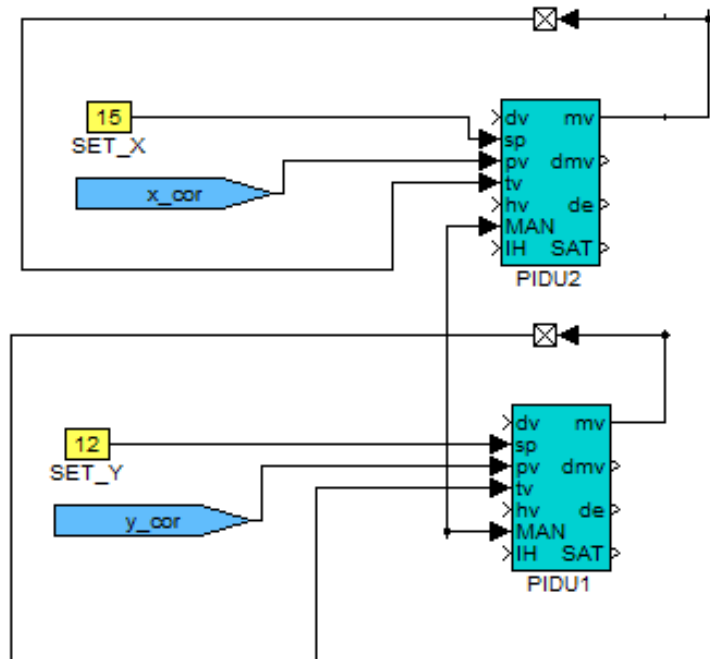 15
SET_X
x_cor
dv mv
sp
pv dmv
tv
hv de
MAN
IH SAT
PIDU2
12
SET_Y
y_cor
dv mv
sp
pv dmv
tv
hv de
MAN
IH SAT
PIDU1